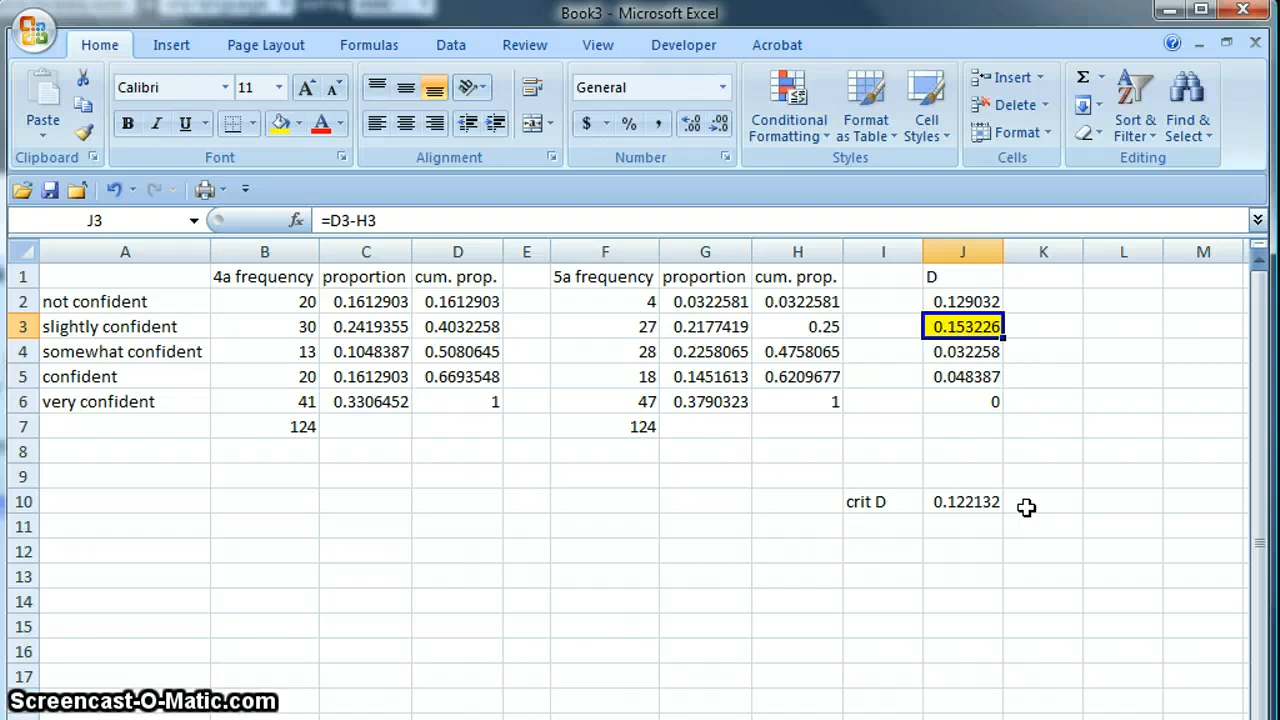 Book3 - Microsoft Excel
Home Insert Page Layout Formulas Data Review View Developer Acrobat
Calibri 11 General Insert
Paste B I U $ % , Conditional Formatting Format as Table Cell Styles Delete Format Σ Sort & Filter Find & Select
Clipboard Font Alignment Number Styles Cells Editing
J3 fx =D3-H3
A B C D E F G H I J K L M
1 4a frequency proportion cum. prop. 5a frequency proportion cum. prop. D
2 not confident 20 0.1612903 0.1612903 4 0.0322581 0.0322581 0.129032
3 slightly confident 30 0.2419355 0.4032258 27 0.2177419 0.25 0.153226
4 somewhat confident 13 0.1048387 0.5080645 28 0.2258065 0.4758065 0.032258
5 confident 20 0.1612903 0.6693548 18 0.1451613 0.6209677 0.048387
6 very confident 41 0.3306452 1 47 0.3790323 1 0
7 124 124
8
9
10 crit D 0.122132
11
12
13
14
15
16
17
Screencast-O-Matic.com